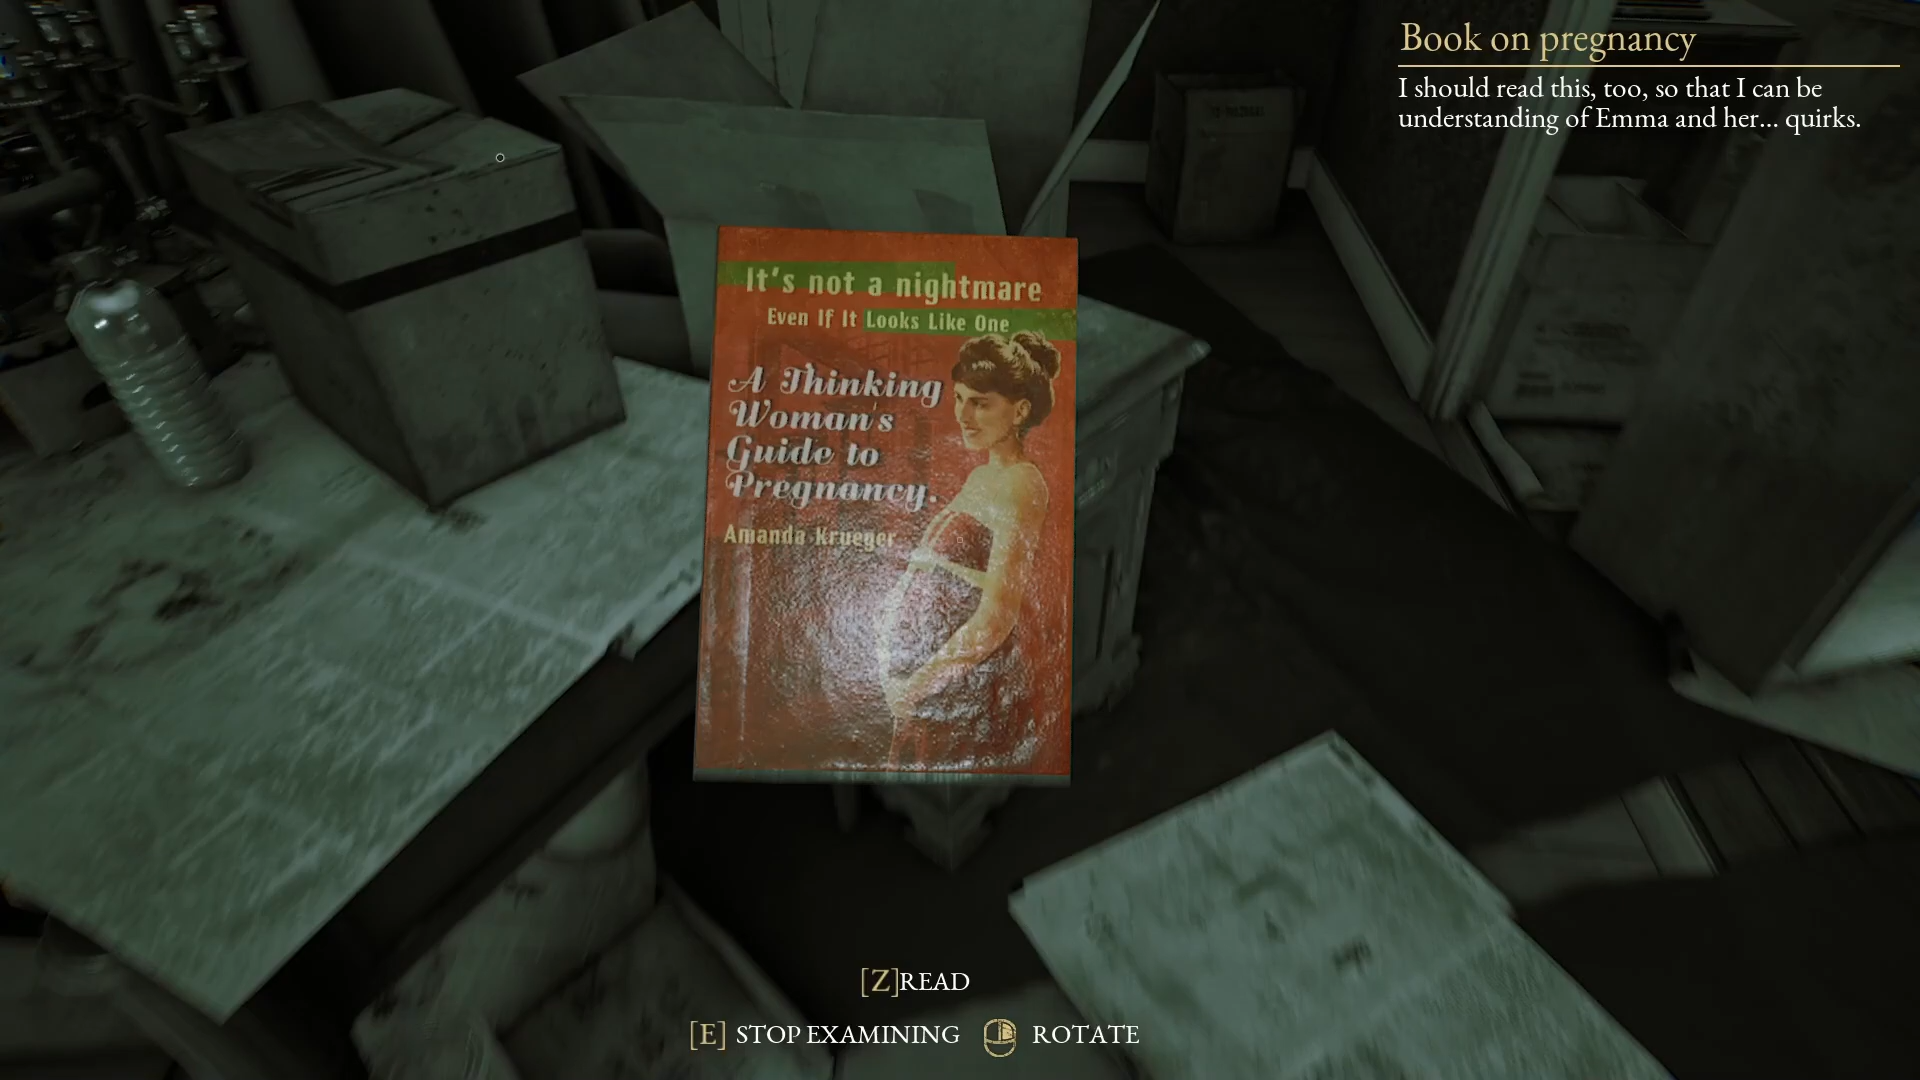 Book on pregnancy
I should read this, too, so that I can be
understanding of Emma and her... quirks.
It's not a nightmare
Even If It Looks Like One
A Thinking
Woman's
Guide to
Pregnancy.
Amanda Krueger
[Z]READ
[E] STOP EXAMINING ROTATE